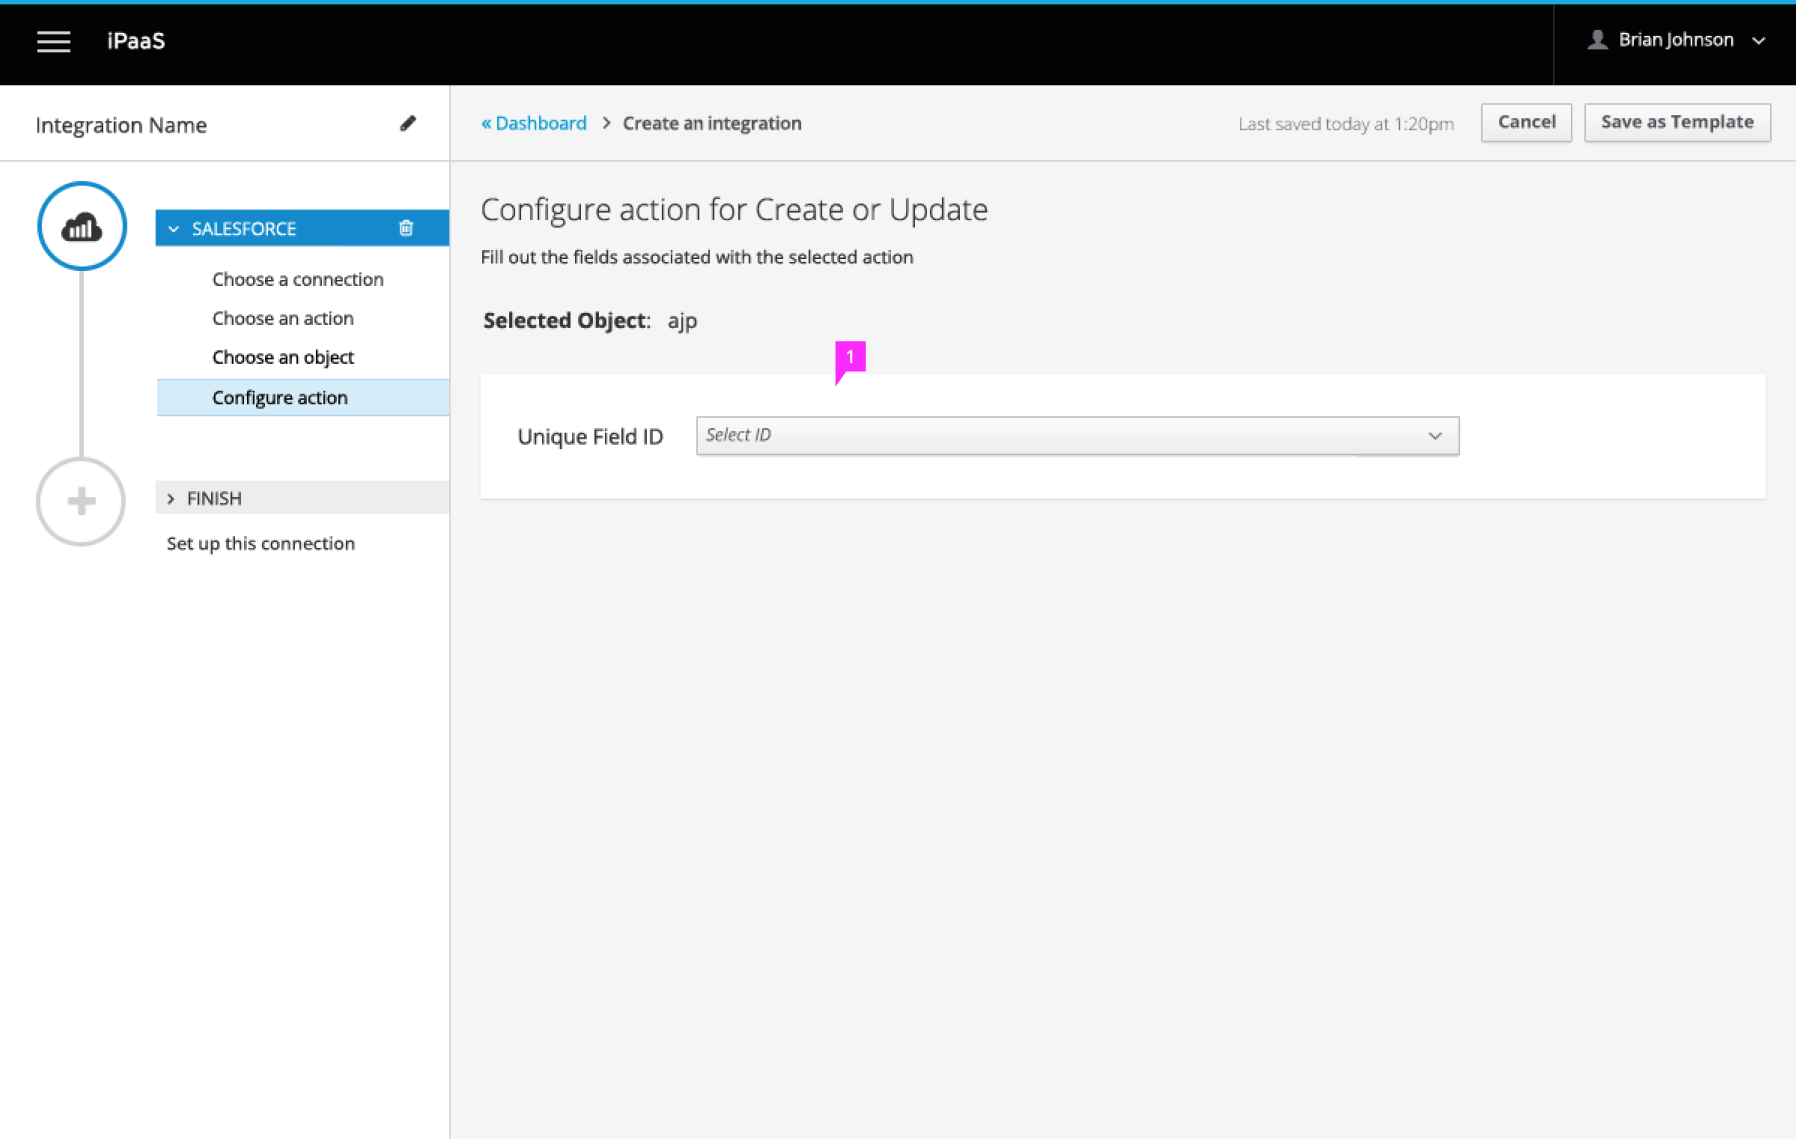 iPaaS
Brian Johnson
Integration Name
« Dashboard > Create an integration
Last saved today at 1:20pm
Cancel
Save as Template
SALESFORCE
Choose a connection
Choose an action
Choose an object
Configure action
FINISH
Set up this connection
Configure action for Create or Update
Fill out the fields associated with the selected action
Selected Object: ajp
1
Unique Field ID
Select ID